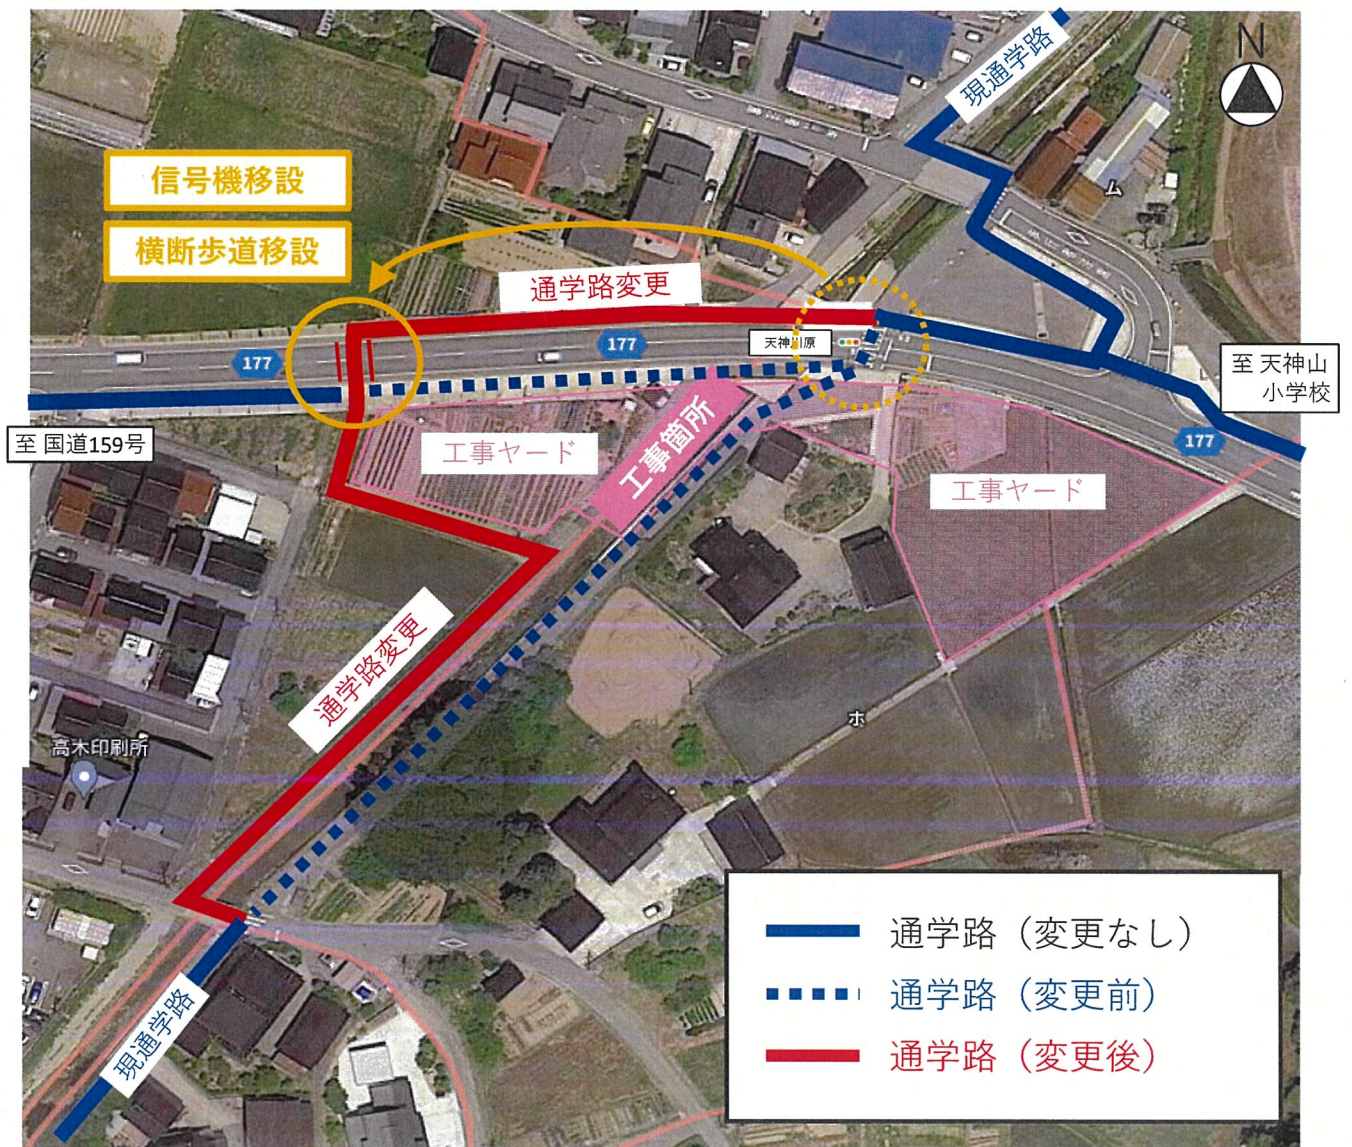 現通学路
N
信号機移設
横断歩道移設
ム
通学路変更
177
177
天神川原
至 天神山
小学校
177
至 国道159号
工事ヤード
工事箇所
工事ヤード
通学路変更
ホ
高木印刷所
現通学路
通学路（変更なし）
通学路（変更前）
通学路（変更後）